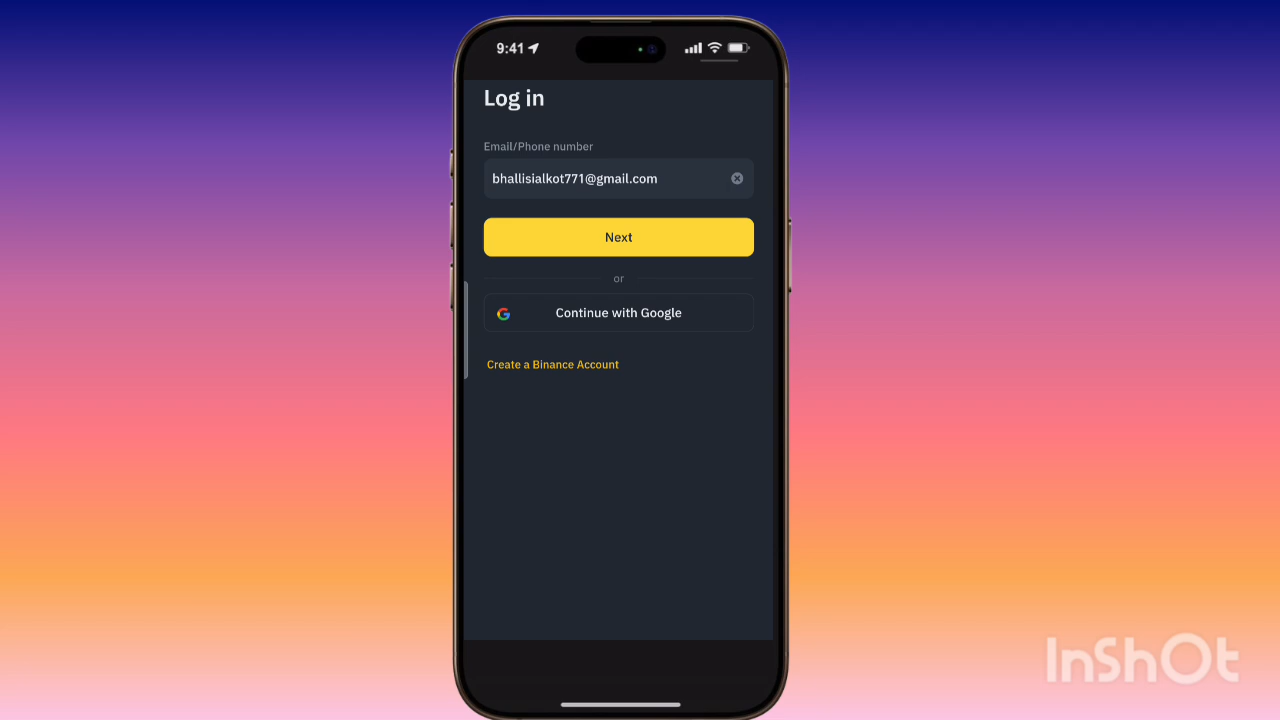 9:41
Log in
Email/Phone number
bhallisialkot771@gmail.com
Next
or
Continue with Google
Create a Binance Account
InShOt